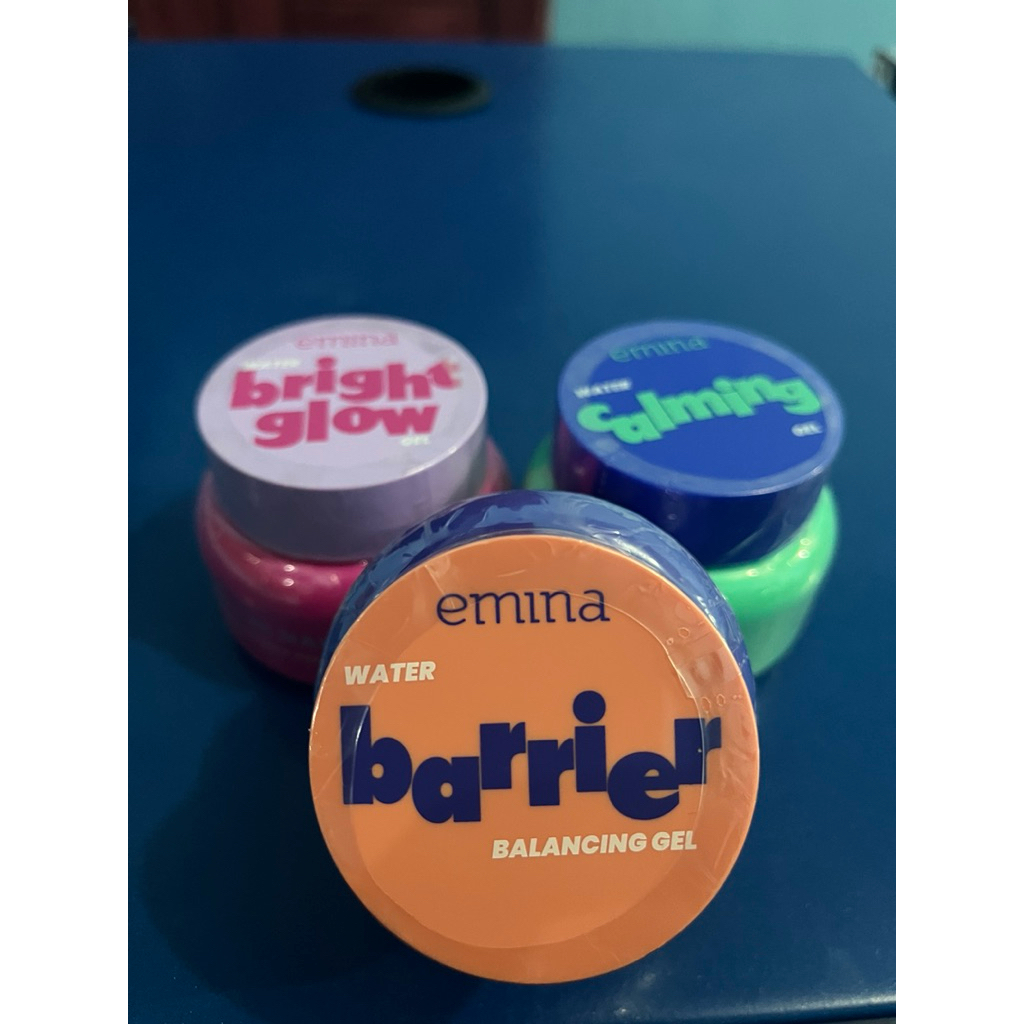 emina
WATER
bright
glow
GEL
emina
WATER
calming
GEL
emina
WATER
barrier
BALANCING GEL